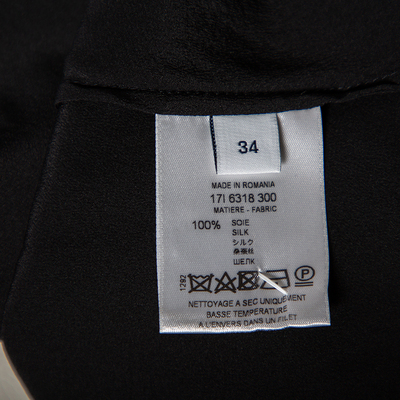 34
MADE IN ROMANIA
17I 6318 300
MATIERE - FABRIC
100% SOIE
SILK
シルク
桑蚕丝
ШЕЛК
1292
P
NETTOYAGE A SEC UNIQUEMENT
BASSE TEMPERATURE
A L'ENVERS DANS UN FILET